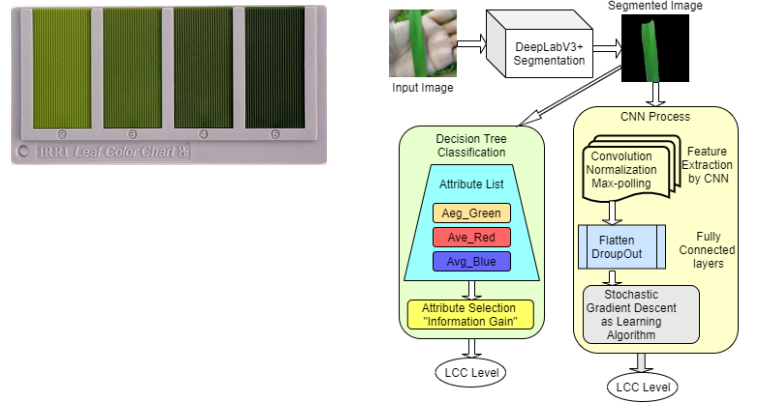 2 3 4 5
IRRI Leaf Color Chart
Segmented Image
DeepLabV3+
Segmentation
Input Image
Decision Tree
Classification
Attribute List
Aeg_Green
Ave_Red
Avg_Blue
Attribute Selection
"Information Gain"
LCC Level
CNN Process
Convolution
Normalization
Max-polling
Feature
Extraction
by CNN
Flatten
DroupOut
Fully
Connected
layers
Stochastic
Gradient Descent
as Learning
Algorithm
LCC Level